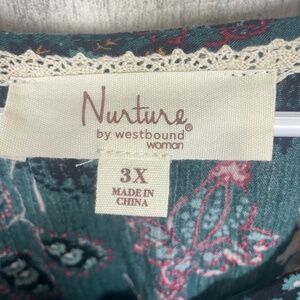 Nurture
by westbound®
woman
3X
MADE IN
CHINA